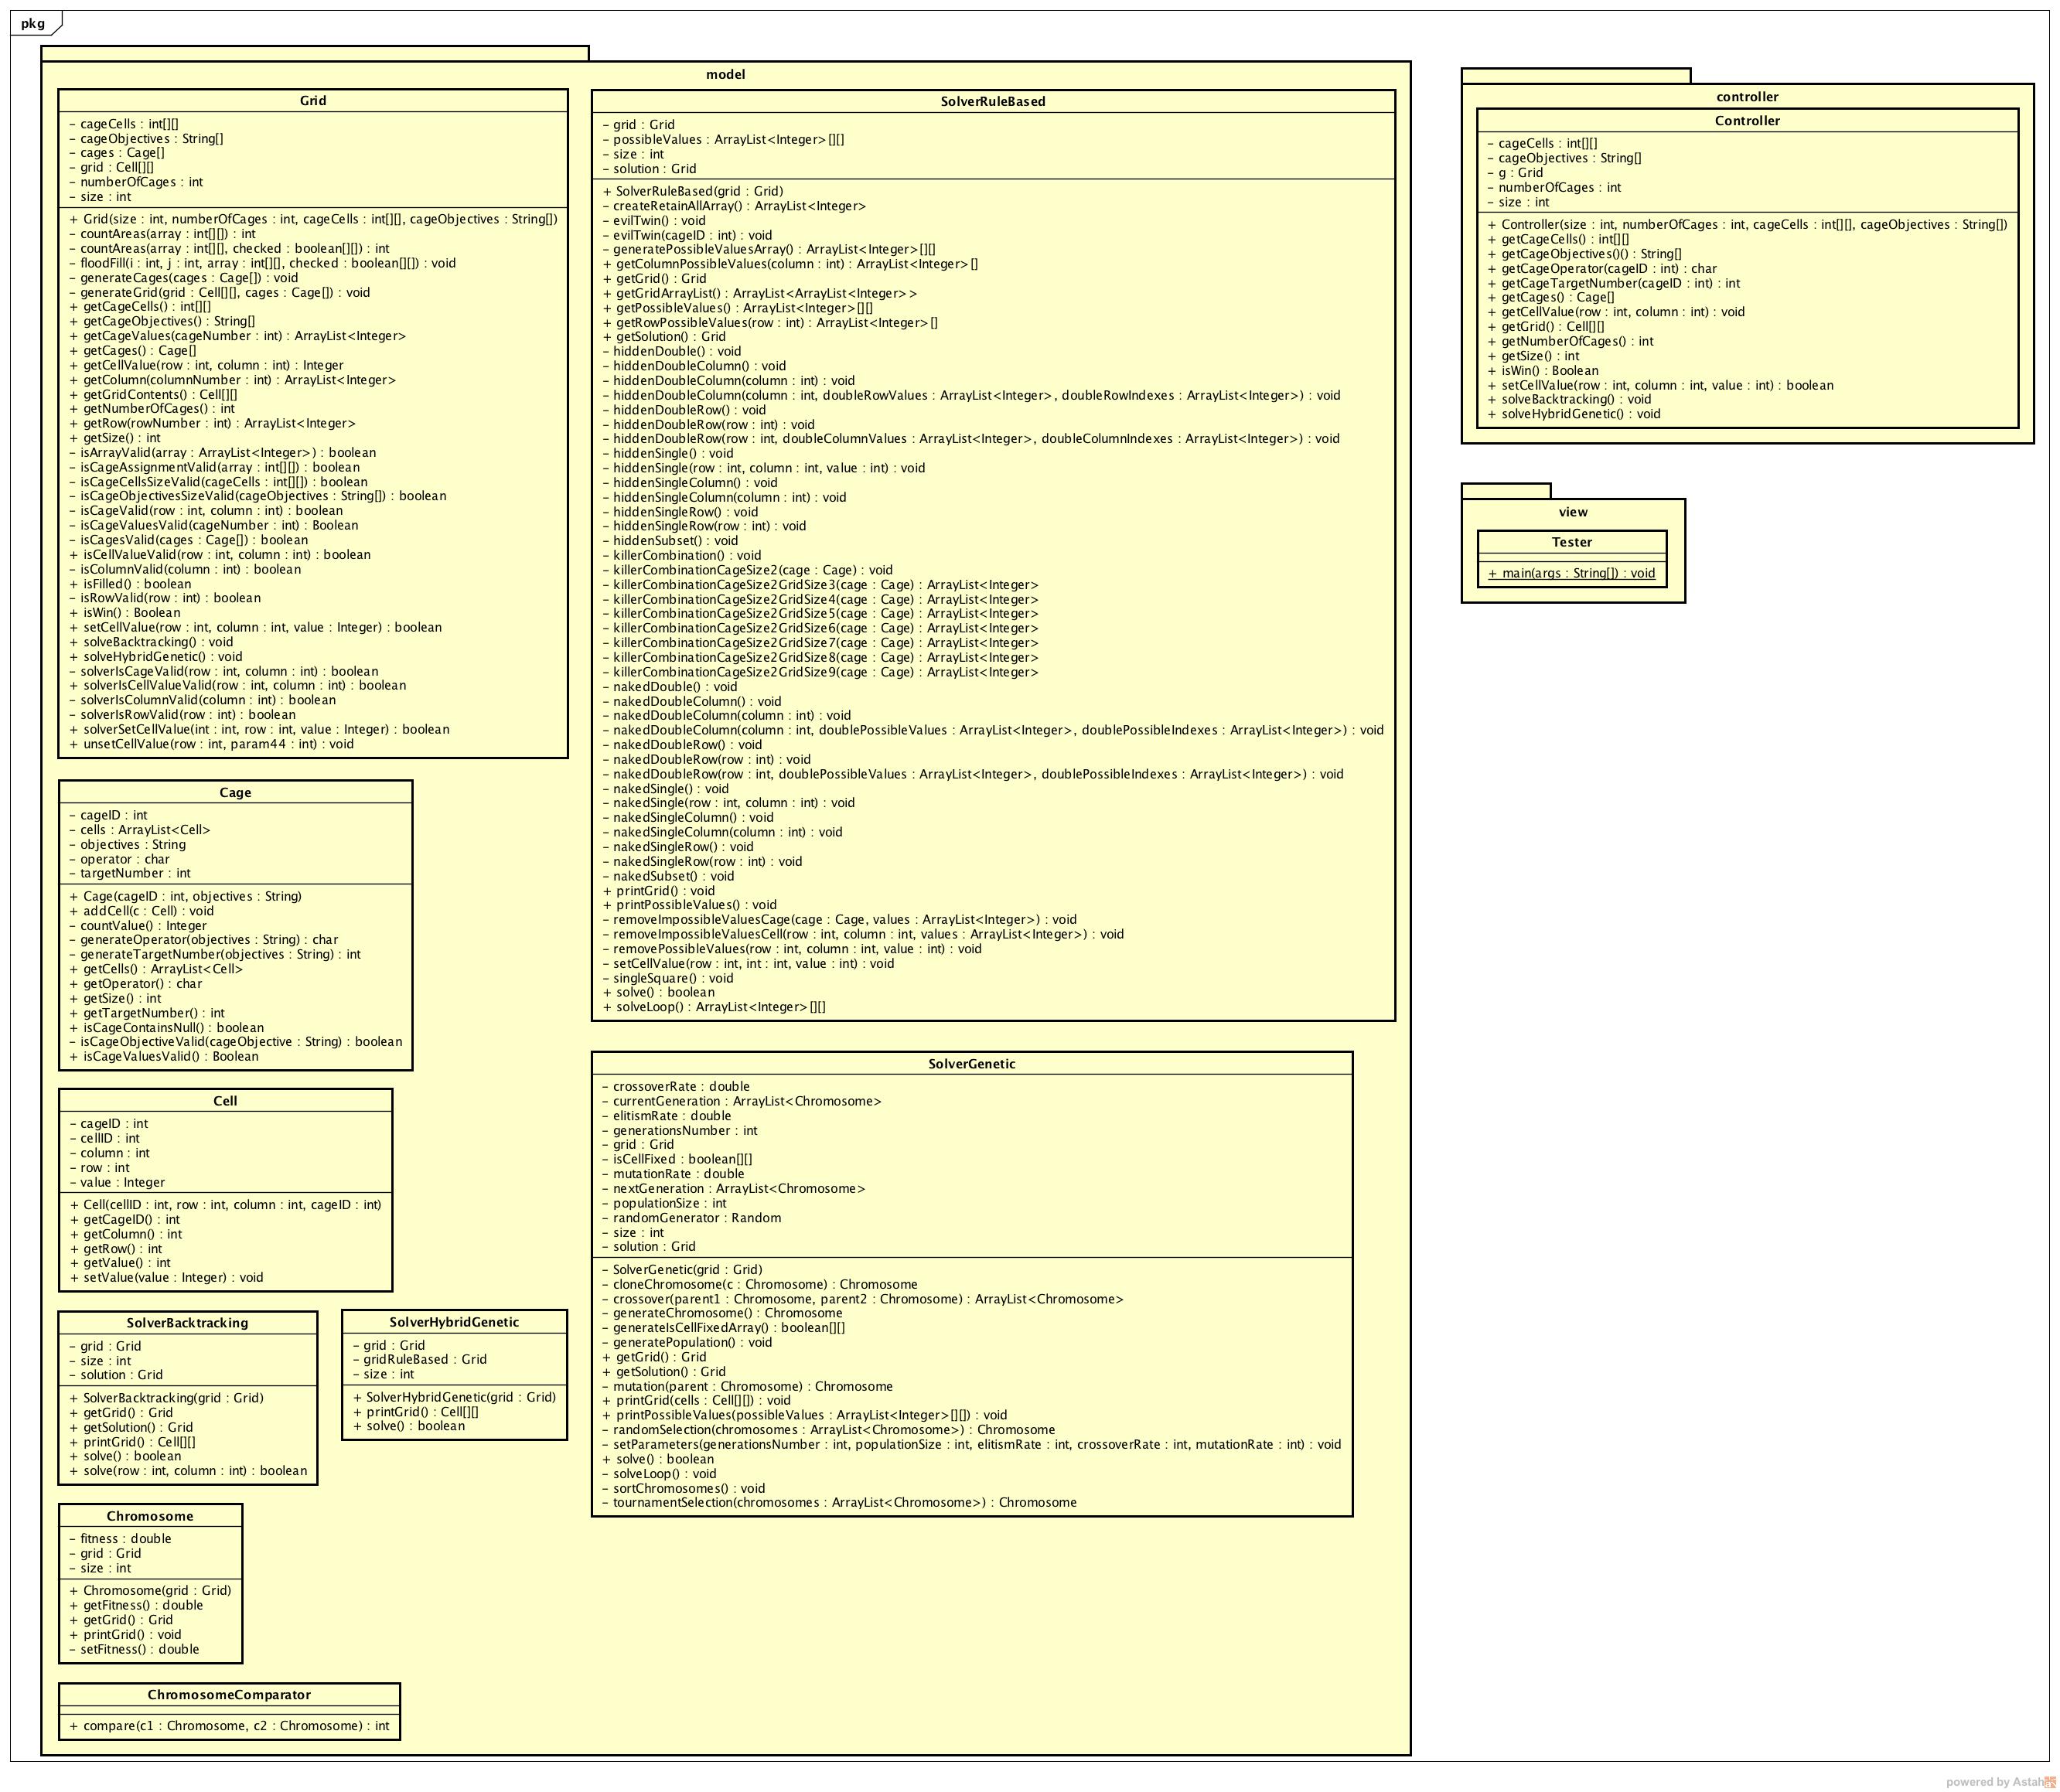 pkg
model
Grid
– cageCells : int[][]
– cageObjectives : String[]
– cages : Cage[]
– grid : Cell[][]
– numberOfCages : int
– size : int
+ Grid(size : int, numberOfCages : int, cageCells : int[][], cageObjectives : String[])
– countAreas(array : int[][]) : int
– countAreas(array : int[][], checked : boolean[][]) : int
– floodFill(i : int, j : int, array : int[][], checked : boolean[][]) : void
– generateCages(cages : Cage[]) : void
– generateGrid(grid : Cell[][], cages : Cage[]) : void
+ getCageCells() : int[][]
+ getCageObjectives() : String[]
+ getCageValues(cageNumber : int) : ArrayList<Integer>
+ getCages() : Cage[]
+ getCellValue(row : int, column : int) : Integer
+ getColumn(columnNumber : int) : ArrayList<Integer>
+ getGridContents() : Cell[][]
+ getNumberOfCages() : int
+ getRow(rowNumber : int) : ArrayList<Integer>
+ getSize() : int
– isArrayValid(array : ArrayList<Integer>) : boolean
– isCageAssignmentValid(array : int[][]) : boolean
– isCageCellsSizeValid(cageCells : int[][]) : boolean
– isCageObjectivesSizeValid(cageObjectives : String[]) : boolean
– isCageValid(row : int, column : int) : boolean
– isCageValuesValid(cageNumber : int) : Boolean
– isCagesValid(cages : Cage[]) : boolean
+ isCellValueValid(row : int, column : int) : boolean
– isColumnValid(column : int) : boolean
+ isFilled() : boolean
– isRowValid(row : int) : boolean
+ isWin() : Boolean
+ setCellValue(row : int, column : int, value : Integer) : boolean
+ solveBacktracking() : void
+ solveHybridGenetic() : void
– solverIsCageValid(row : int, column : int) : boolean
+ solverIsCellValueValid(row : int, column : int) : boolean
– solverIsColumnValid(column : int) : boolean
– solverIsRowValid(row : int) : boolean
+ solverSetCellValue(int : int, row : int, value : Integer) : boolean
+ unsetCellValue(row : int, param44 : int) : void
Cage
– cageID : int
– cells : ArrayList<Cell>
– objectives : String
– operator : char
– targetNumber : int
+ Cage(cageID : int, objectives : String)
+ addCell(c : Cell) : void
– countValue() : Integer
– generateOperator(objectives : String) : char
– generateTargetNumber(objectives : String) : int
+ getCells() : ArrayList<Cell>
+ getOperator() : char
+ getSize() : int
+ getTargetNumber() : int
+ isCageContainsNull() : boolean
– isCageObjectiveValid(cageObjective : String) : boolean
+ isCageValuesValid() : Boolean
Cell
– cageID : int
– cellID : int
– column : int
– row : int
– value : Integer
+ Cell(cellID : int, row : int, column : int, cageID : int)
+ getCageID() : int
+ getColumn() : int
+ getRow() : int
+ getValue() : int
+ setValue(value : Integer) : void
SolverBacktracking
– grid : Grid
– size : int
– solution : Grid
+ SolverBacktracking(grid : Grid)
+ getGrid() : Grid
+ getSolution() : Grid
+ printGrid() : Cell[][]
+ solve() : boolean
+ solve(row : int, column : int) : boolean
SolverHybridGenetic
– grid : Grid
– gridRuleBased : Grid
– size : int
+ SolverHybridGenetic(grid : Grid)
+ printGrid() : Cell[][]
+ solve() : boolean
Chromosome
– fitness : double
– grid : Grid
– size : int
+ Chromosome(grid : Grid)
+ getFitness() : double
+ getGrid() : Grid
+ printGrid() : void
– setFitness() : double
ChromosomeComparator
+ compare(c1 : Chromosome, c2 : Chromosome) : int
SolverRuleBased
– grid : Grid
– possibleValues : ArrayList<Integer>[][]
– size : int
– solution : Grid
+ SolverRuleBased(grid : Grid)
– createRetainAllArray() : ArrayList<Integer>
– evilTwin() : void
– evilTwin(cageID : int) : void
– generatePossibleValuesArray() : ArrayList<Integer>[][]
+ getColumnPossibleValues(column : int) : ArrayList<Integer>[]
+ getGrid() : Grid
+ getGridArrayList() : ArrayList<ArrayList<Integer> >
+ getPossibleValues() : ArrayList<Integer>[][]
+ getRowPossibleValues(row : int) : ArrayList<Integer>[]
+ getSolution() : Grid
– hiddenDouble() : void
– hiddenDoubleColumn() : void
– hiddenDoubleColumn(column : int) : void
– hiddenDoubleColumn(column : int, doubleRowValues : ArrayList<Integer>, doubleRowIndexes : ArrayList<Integer>) : void
– hiddenDoubleRow() : void
– hiddenDoubleRow(row : int) : void
– hiddenDoubleRow(row : int, doubleColumnValues : ArrayList<Integer>, doubleColumnIndexes : ArrayList<Integer>) : void
– hiddenSingle() : void
– hiddenSingle(row : int, column : int, value : int) : void
– hiddenSingleColumn() : void
– hiddenSingleColumn(column : int) : void
– hiddenSingleRow() : void
– hiddenSingleRow(row : int) : void
– hiddenSubset() : void
– killerCombination() : void
– killerCombinationCageSize2(cage : Cage) : void
– killerCombinationCageSize2GridSize3(cage : Cage) : ArrayList<Integer>
– killerCombinationCageSize2GridSize4(cage : Cage) : ArrayList<Integer>
– killerCombinationCageSize2GridSize5(cage : Cage) : ArrayList<Integer>
– killerCombinationCageSize2GridSize6(cage : Cage) : ArrayList<Integer>
– killerCombinationCageSize2GridSize7(cage : Cage) : ArrayList<Integer>
– killerCombinationCageSize2GridSize8(cage : Cage) : ArrayList<Integer>
– killerCombinationCageSize2GridSize9(cage : Cage) : ArrayList<Integer>
– nakedDouble() : void
– nakedDoubleColumn() : void
– nakedDoubleColumn(column : int) : void
– nakedDoubleColumn(column : int, doublePossibleValues : ArrayList<Integer>, doublePossibleIndexes : ArrayList<Integer>) : void
– nakedDoubleRow() : void
– nakedDoubleRow(row : int) : void
– nakedDoubleRow(row : int, doublePossibleValues : ArrayList<Integer>, doublePossibleIndexes : ArrayList<Integer>) : void
– nakedSingle() : void
– nakedSingle(row : int, column : int) : void
– nakedSingleColumn() : void
– nakedSingleColumn(column : int) : void
– nakedSingleRow() : void
– nakedSingleRow(row : int) : void
– nakedSubset() : void
+ printGrid() : void
+ printPossibleValues() : void
– removeImpossibleValuesCage(cage : Cage, values : ArrayList<Integer>) : void
– removeImpossibleValuesCell(row : int, column : int, values : ArrayList<Integer>) : void
– removePossibleValues(row : int, column : int, value : int) : void
– setCellValue(row : int, int : int, value : int) : void
– singleSquare() : void
+ solve() : boolean
+ solveLoop() : ArrayList<Integer>[][]
SolverGenetic
– crossoverRate : double
– currentGeneration : ArrayList<Chromosome>
– elitismRate : double
– generationsNumber : int
– grid : Grid
– isCellFixed : boolean[][]
– mutationRate : double
– nextGeneration : ArrayList<Chromosome>
– populationSize : int
– randomGenerator : Random
– size : int
– solution : Grid
– SolverGenetic(grid : Grid)
– cloneChromosome(c : Chromosome) : Chromosome
– crossover(parent1 : Chromosome, parent2 : Chromosome) : ArrayList<Chromosome>
– generateChromosome() : Chromosome
– generateIsCellFixedArray() : boolean[][]
– generatePopulation() : void
+ getGrid() : Grid
+ getSolution() : Grid
– mutation(parent : Chromosome) : Chromosome
+ printGrid(cells : Cell[][]) : void
+ printPossibleValues(possibleValues : ArrayList<Integer>[][]) : void
– randomSelection(chromosomes : ArrayList<Chromosome>) : Chromosome
– setParameters(generationsNumber : int, populationSize : int, elitismRate : int, crossoverRate : int, mutationRate : int) : void
+ solve() : boolean
– solveLoop() : void
– sortChromosomes() : void
– tournamentSelection(chromosomes : ArrayList<Chromosome>) : Chromosome
controller
Controller
– cageCells : int[][]
– cageObjectives : String[]
– g : Grid
– numberOfCages : int
– size : int
+ Controller(size : int, numberOfCages : int, cageCells : int[][], cageObjectives : String[])
+ getCageCells() : int[][]
+ getCageObjectives()() : String[]
+ getCageOperator(cageID : int) : char
+ getCageTargetNumber(cageID : int) : int
+ getCages() : Cage[]
+ getCellValue(row : int, column : int) : void
+ getGrid() : Cell[][]
+ getNumberOfCages() : int
+ getSize() : int
+ isWin() : Boolean
+ setCellValue(row : int, column : int, value : int) : boolean
+ solveBacktracking() : void
+ solveHybridGenetic() : void
view
Tester
+ main(args : String[]) : void
powered by Astah